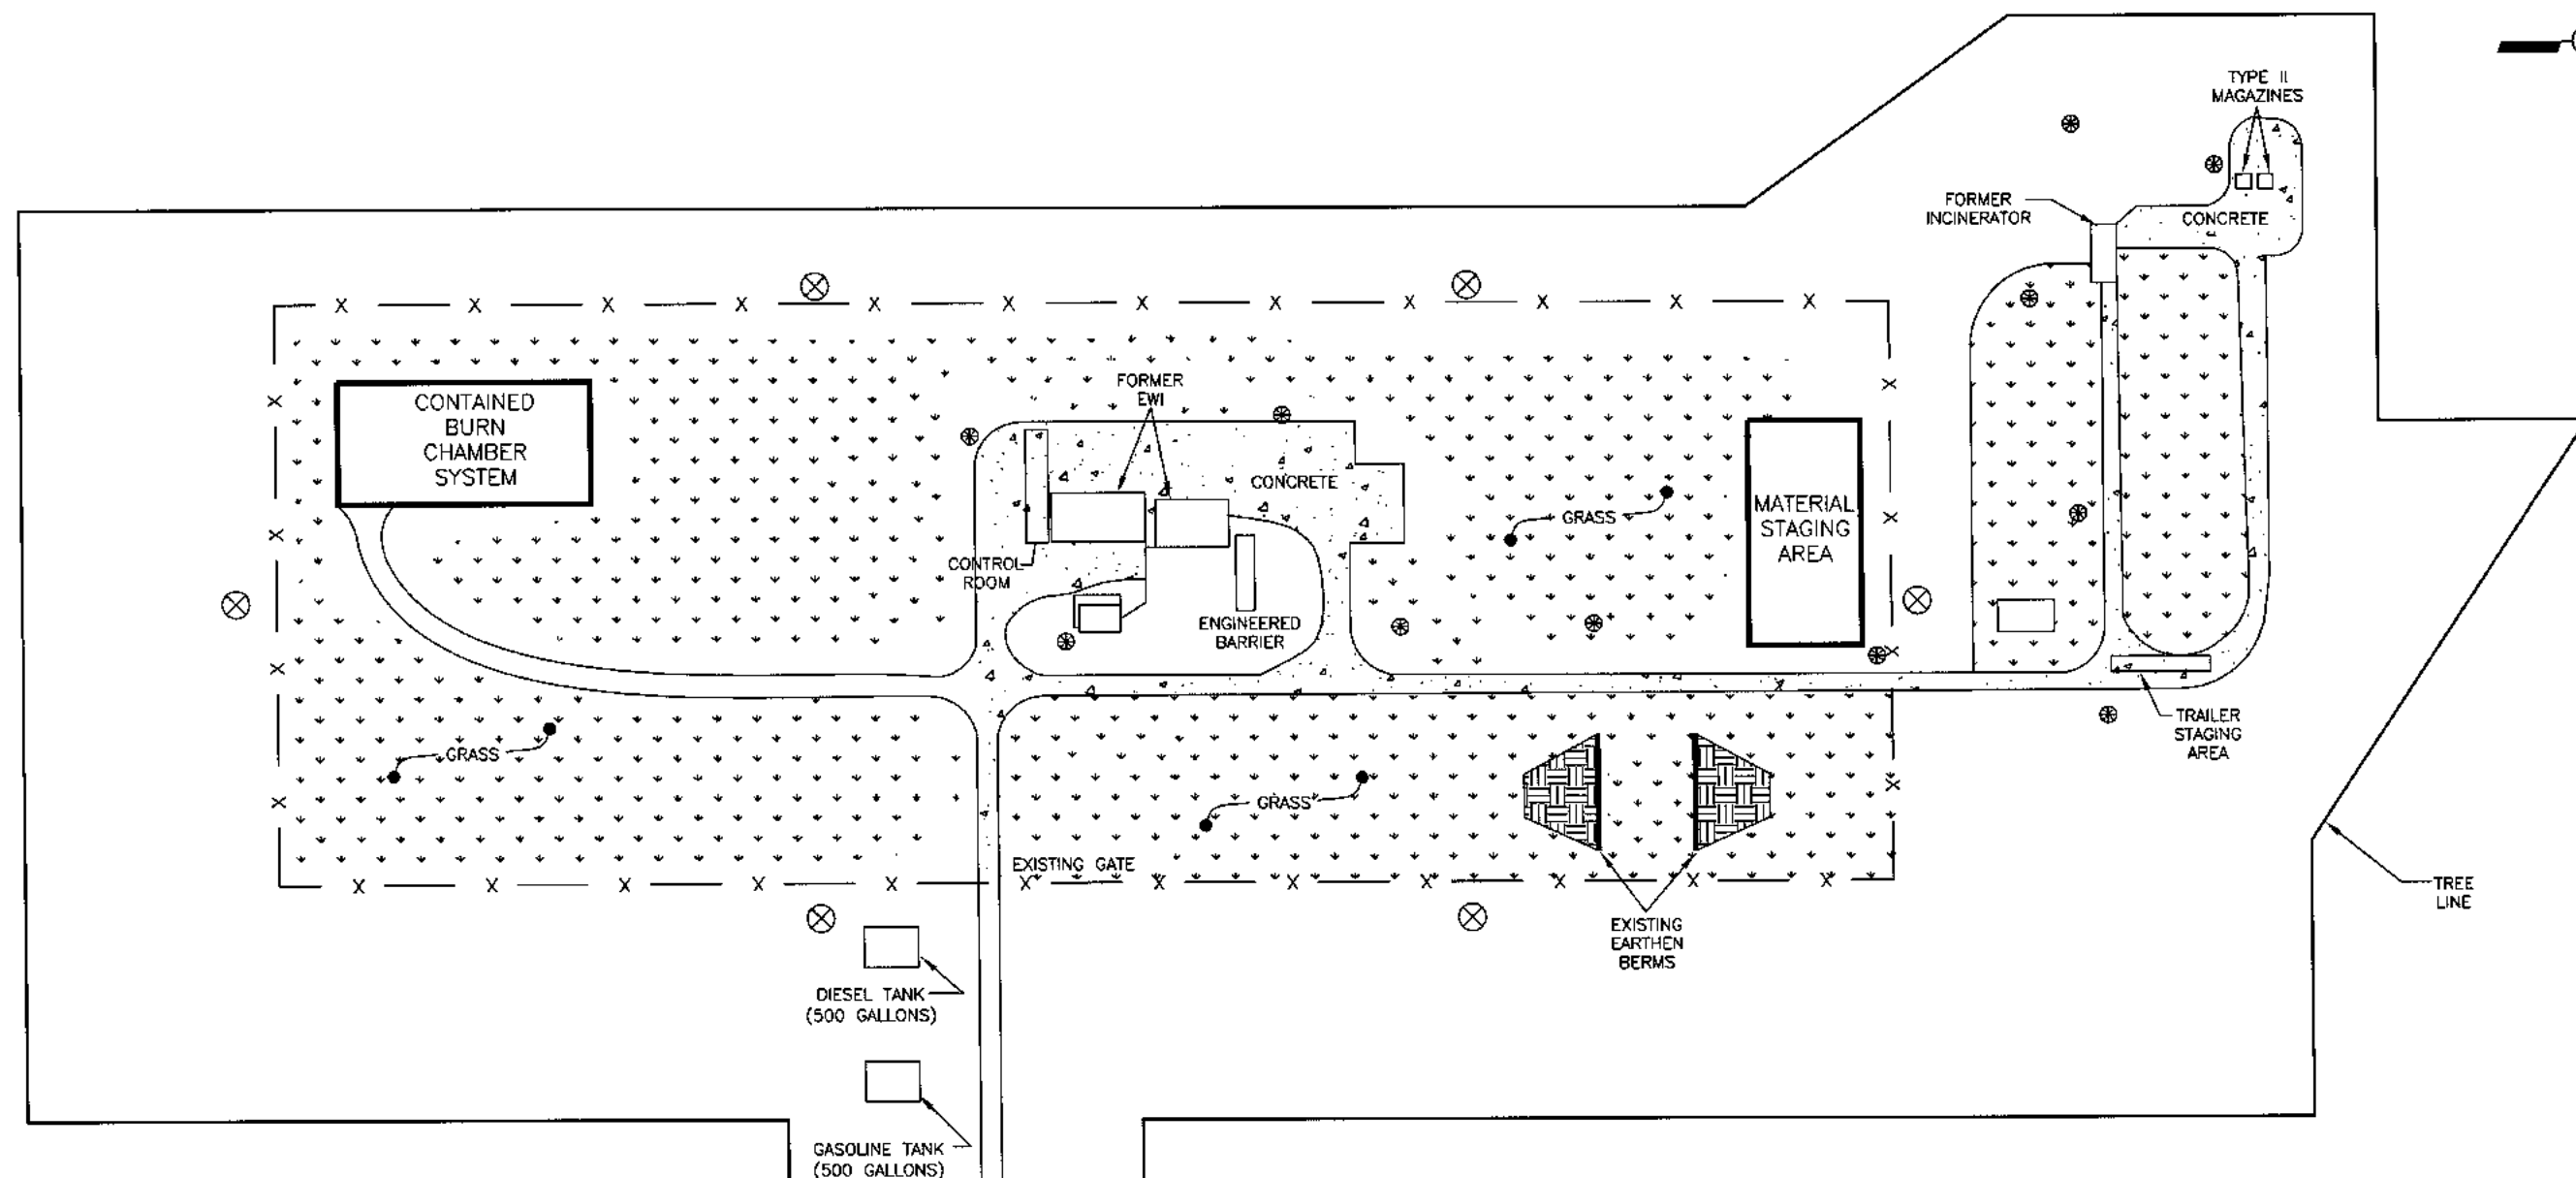 TYPE II
MAGAZINES
FORMER
INCINERATOR
CONCRETE
CONTAINED
BURN
CHAMBER
SYSTEM
FORMER
EWI
CONCRETE
GRASS
MATERIAL
STAGING
AREA
CONTROL
ROOM
ENGINEERED
BARRIER
GRASS
TRAILER
STAGING
AREA
GRASS
EXISTING GATE
TREE
LINE
EXISTING
EARTHEN
BERMS
DIESEL TANK
(500 GALLONS)
GASOLINE TANK
(500 GALLONS)